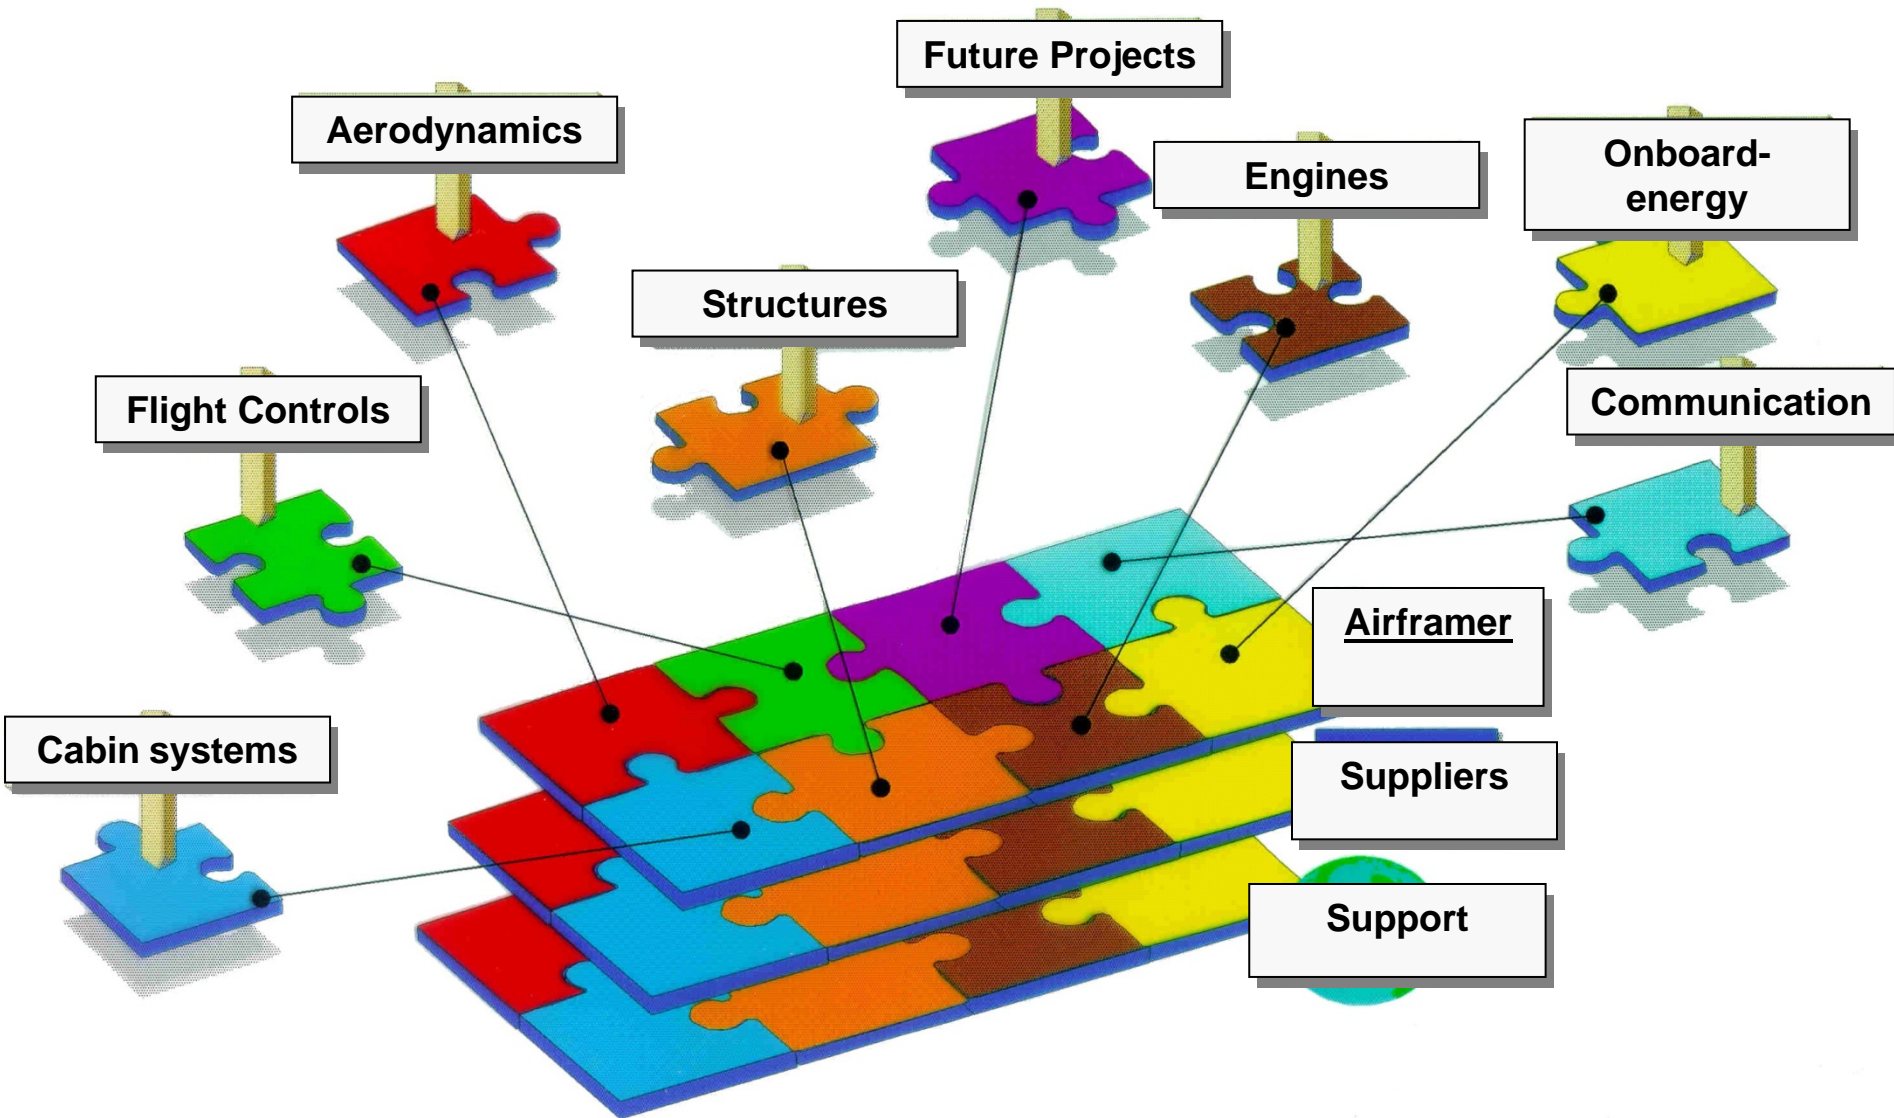 Future Projects
Aerodynamics
Engines
Onboard-
energy
Structures
Flight Controls
Communication
Airframer
Cabin systems
Suppliers
Support